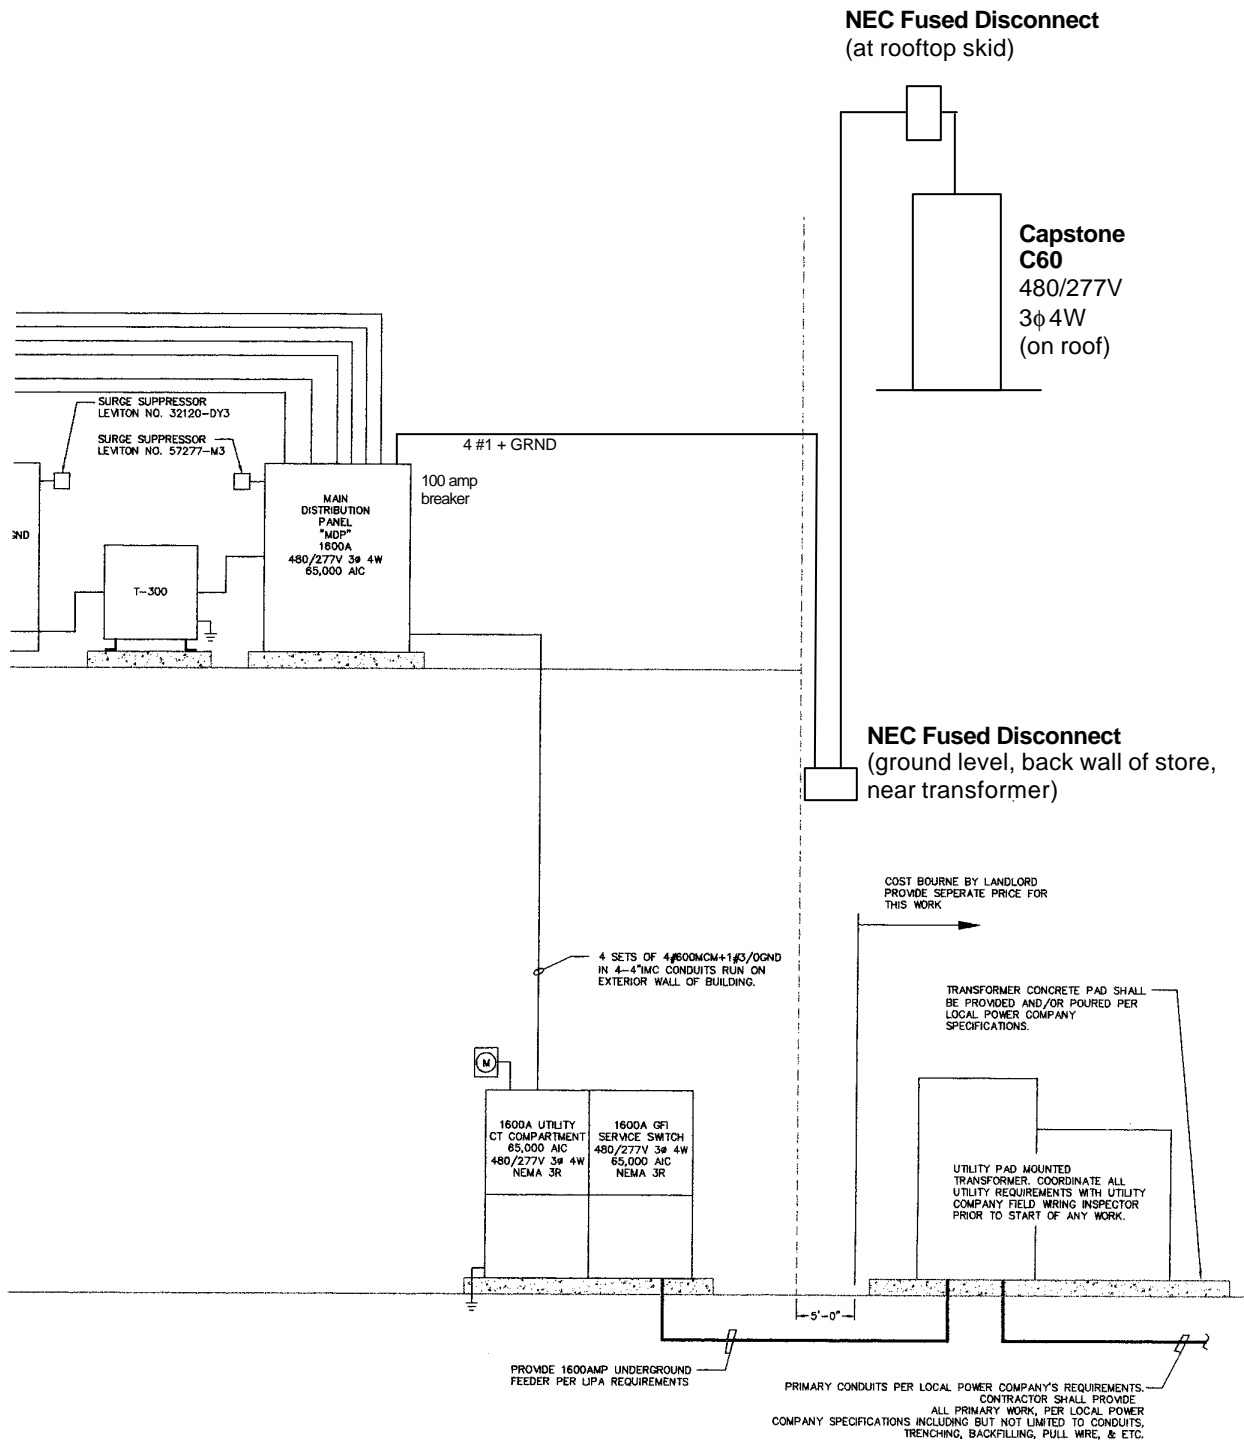 NEC Fused Disconnect
(at rooftop skid)
Capstone
C60
480/277V
3ϕ 4W
(on roof)
SURGE SUPPRESSOR
LEVITON NO. 32120-DY3
SURGE SUPPRESSOR
LEVITON NO. 57277-M3
4 #1 + GRND
100 amp
breaker
MAIN
DISTRIBUTION
PANEL
"MDP"
1600A
480/277V 3ø 4W
65,000 AIC
GND
T-300
NEC Fused Disconnect
(ground level, back wall of store,
near transformer)
COST BOURNE BY LANDLORD
PROVIDE SEPERATE PRICE FOR
THIS WORK
4 SETS OF 4#600MCM+1#3/0GND
IN 4-4"IMC CONDUITS RUN ON
EXTERIOR WALL OF BUILDING.
TRANSFORMER CONCRETE PAD SHALL
BE PROVIDED AND/OR POURED PER
LOCAL POWER COMPANY
SPECIFICATIONS.
M
1600A UTILITY
CT COMPARTMENT
65,000 AIC
480/277V 3ø 4W
NEMA 3R
1600A GFI
SERVICE SWITCH
480/277V 3ø 4W
65,000 AIC
NEMA 3R
UTILITY PAD MOUNTED
TRANSFORMER. COORDINATE ALL
UTILITY REQUIREMENTS WITH UTILITY
COMPANY FIELD WIRING INSPECTOR
PRIOR TO START OF ANY WORK.
5'-0"
PROVIDE 1600AMP UNDERGROUND
FEEDER PER LIPA REQUIREMENTS
PRIMARY CONDUITS PER LOCAL POWER COMPANY'S REQUIREMENTS.
CONTRACTOR SHALL PROVIDE
ALL PRIMARY WORK, PER LOCAL POWER
COMPANY SPECIFICATIONS INCLUDING BUT NOT LIMITED TO CONDUITS,
TRENCHING, BACKFILLING, PULL WIRE, & ETC.